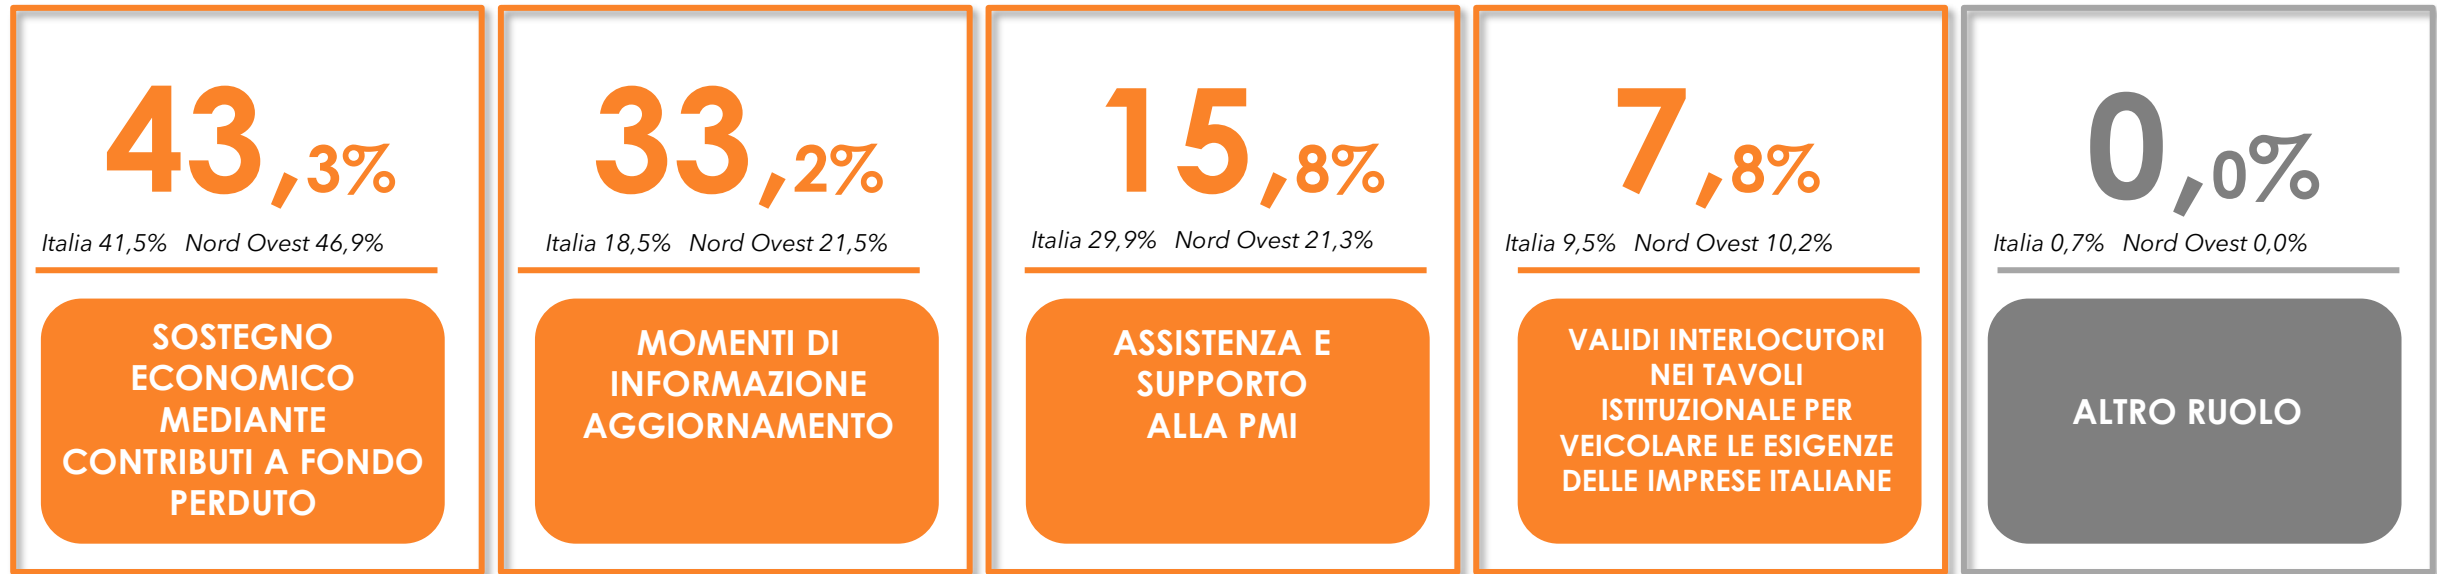 43,3%
Italia 41,5% Nord Ovest 46,9%
SOSTEGNO
ECONOMICO
MEDIANTE
CONTRIBUTI A FONDO
PERDUTO
33,2%
Italia 18,5% Nord Ovest 21,5%
MOMENTI DI
INFORMAZIONE
AGGIORNAMENTO
15,8%
Italia 29,9% Nord Ovest 21,3%
ASSISTENZA E
SUPPORTO
ALLA PMI
7,8%
Italia 9,5% Nord Ovest 10,2%
VALIDI INTERLOCUTORI
NEI TAVOLI
ISTITUZIONALE PER
VEICOLARE LE ESIGENZE
DELLE IMPRESE ITALIANE
0,0%
Italia 0,7% Nord Ovest 0,0%
ALTRO RUOLO